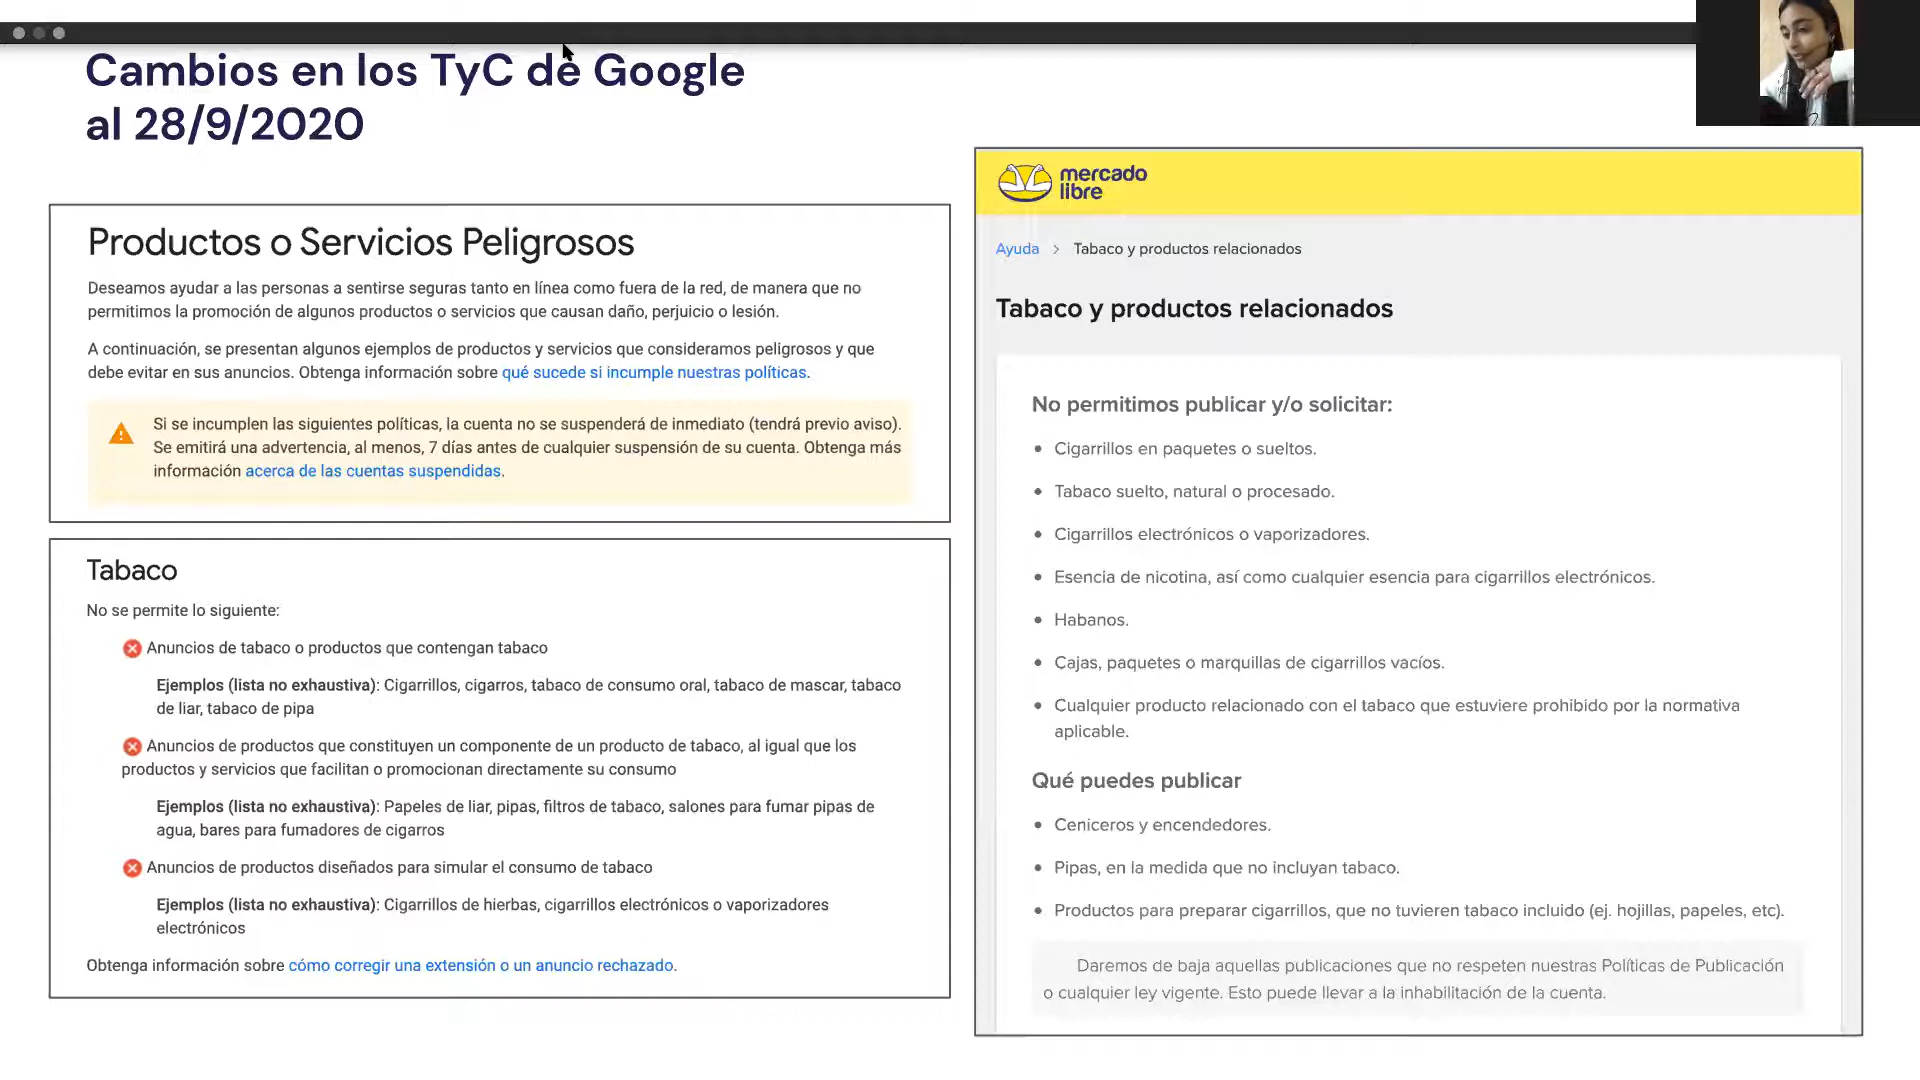 Cambios en los TyC de Google
al 28/9/2020
Productos o Servicios Peligrosos
Deseamos ayudar a las personas a sentirse seguras tanto en línea como fuera de la red, de manera que no
permitimos la promoción de algunos productos o servicios que causan daño, perjuicio o lesión.
A continuación, se presentan algunos ejemplos de productos y servicios que consideramos peligrosos y que
debe evitar en sus anuncios. Obtenga información sobre qué sucede si incumple nuestras políticas.
Si se incumplen las siguientes políticas, la cuenta no se suspenderá de inmediato (tendrá previo aviso).
Se emitirá una advertencia, al menos, 7 días antes de cualquier suspensión de su cuenta. Obtenga más
información acerca de las cuentas suspendidas.
Tabaco
No se permite lo siguiente:
Anuncios de tabaco o productos que contengan tabaco
Ejemplos (lista no exhaustiva): Cigarrillos, cigarros, tabaco de consumo oral, tabaco de mascar, tabaco
de liar, tabaco de pipa
Anuncios de productos que constituyen un componente de un producto de tabaco, al igual que los
productos y servicios que facilitan o promocionan directamente su consumo
Ejemplos (lista no exhaustiva): Papeles de liar, pipas, filtros de tabaco, salones para fumar pipas de
agua, bares para fumadores de cigarros
Anuncios de productos diseñados para simular el consumo de tabaco
Ejemplos (lista no exhaustiva): Cigarrillos de hierbas, cigarrillos electrónicos o vaporizadores
electrónicos
Obtenga información sobre cómo corregir una extensión o un anuncio rechazado.
mercado
libre
Ayuda > Tabaco y productos relacionados
Tabaco y productos relacionados
No permitimos publicar y/o solicitar:
• Cigarrillos en paquetes o sueltos.
• Tabaco suelto, natural o procesado.
• Cigarrillos electrónicos o vaporizadores.
• Esencia de nicotina, así como cualquier esencia para cigarrillos electrónicos.
• Habanos.
• Cajas, paquetes o marquillas de cigarrillos vacíos.
• Cualquier producto relacionado con el tabaco que estuviere prohibido por la normativa
aplicable.
Qué puedes publicar
• Ceniceros y encendedores.
• Pipas, en la medida que no incluyan tabaco.
• Productos para preparar cigarrillos, que no tuvieren tabaco incluido (ej. hojillas, papeles, etc).
Daremos de baja aquellas publicaciones que no respeten nuestras Políticas de Publicación
o cualquier ley vigente. Esto puede llevar a la inhabilitación de la cuenta.